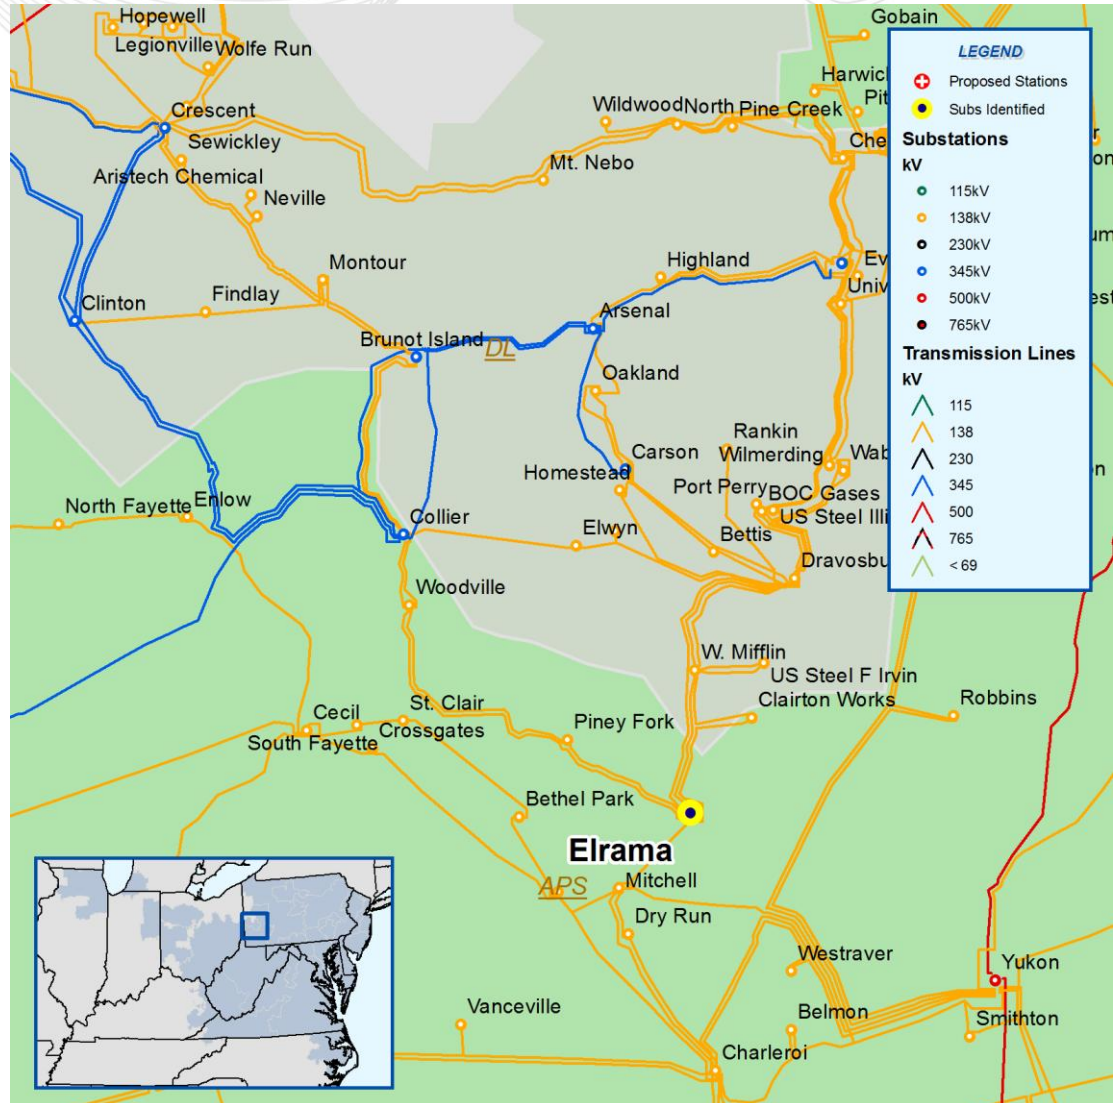 Hopewell
Gobain
Legionville
Wolfe Run
Harwick
Wildwood
North
Pine Creek
Pit
Crescent
Sewickley
Che
Mt. Nebo
Aristech Chemical
Neville
Montour
Highland
Ev
Findlay
Univ
Clinton
Arsenal
Brunot Island
DL
Oakland
Rankin
Carson
Wilmerding
Wab
Homestead
Port Perry
BOC Gases
North Fayette
Enlow
US Steel Illi
Collier
Elwyn
Bettis
Dravosbu
Woodville
W. Mifflin
US Steel F Irvin
Clairton Works
Robbins
St. Clair
Cecil
Crossgates
Piney Fork
South Fayette
Bethel Park
Elrama
Mitchell
APS
Dry Run
Westraver
Yukon
Vanceville
Belmon
Smithton
Charleroi
LEGEND
Proposed Stations
Subs Identified
Substations
kV
115kV
138kV
230kV
345kV
500kV
765kV
Transmission Lines
kV
115
138
230
345
500
765
< 69